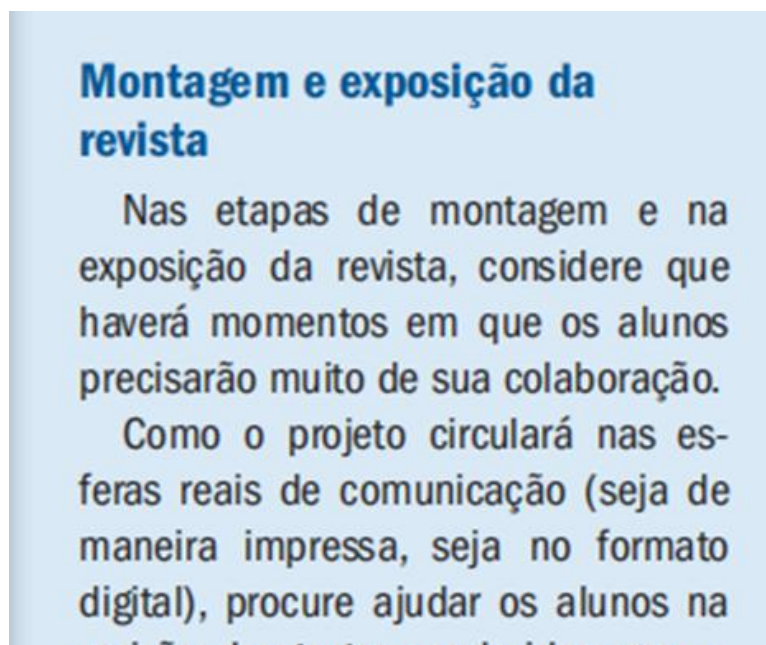 Montagem e exposição da
revista
Nas etapas de montagem e na
exposição da revista, considere que
haverá momentos em que os alunos
precisarão muito de sua colaboração.
Como o projeto circulará nas es-
feras reais de comunicação (seja de
maneira impressa, seja no formato
digital), procure ajudar os alunos na